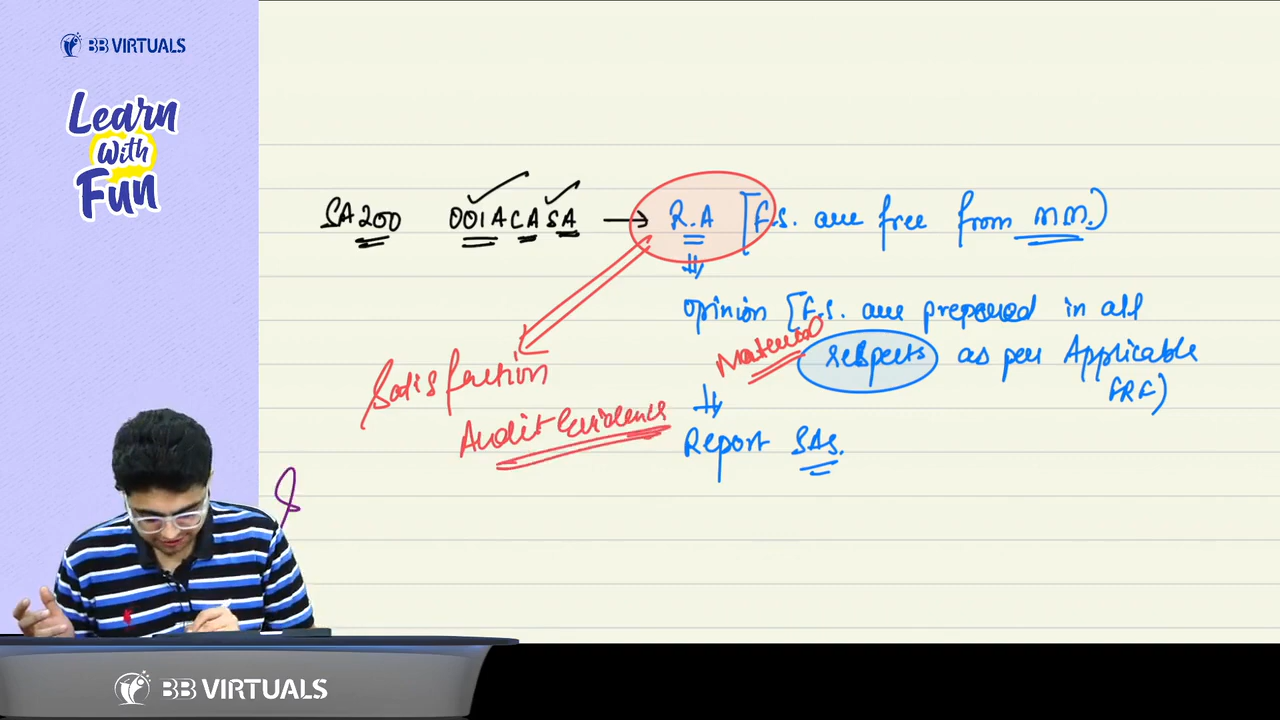 BB VIRTUALS
Learn
With
Fun
SA 200 OOIACASA → R.A [F.S. are free from MM.)
Opinion [F.S. are prepared in all
Material respects as per Applicable
FRF)
Satisfaction
Audit Evidence
Report SAs.
BB VIRTUALS